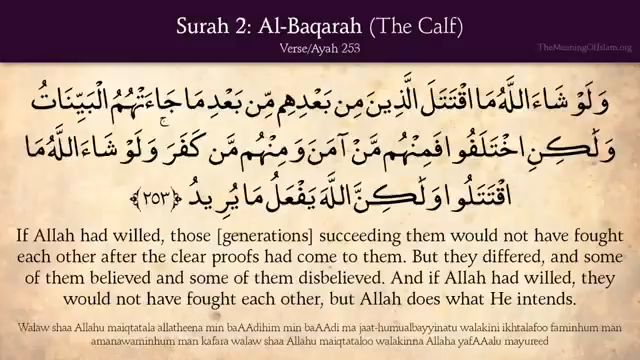 Surah 2: Al-Baqarah (The Calf)
Verse/Ayah 253
TheMeaningOfIslam.org
وَلَوْ شَاءَ اللَّهُ مَا اقْتَتَلَ الَّذِينَ مِن بَعْدِهِم مِّن بَعْدِ مَا جَاءَتْهُمُ الْبَيِّنَاتُ
وَلَٰكِنِ اخْتَلَفُوا فَمِنْهُم مَّنْ آمَنَ وَمِنْهُم مَّن كَفَرَ ۚ وَلَوْ شَاءَ اللَّهُ مَا
اقْتَتَلُوا وَلَٰكِنَّ اللَّهَ يَفْعَلُ مَا يُرِيدُ ﴿٢٥٣﴾
If Allah had willed, those [generations] succeeding them would not have fought
each other after the clear proofs had come to them. But they differed, and some
of them believed and some of them disbelieved. And if Allah had willed, they
would not have fought each other, but Allah does what He intends.
Walaw shaa Allahu maiqtatala allatheena min baAAdihim min baAAdi ma jaat-humualbayyinatu walakini ikhtalafoo faminhum man
amanawaminhum man kafara walaw shaa Allahu maiqtataloo walakinna Allaha yafAAalu mayureed